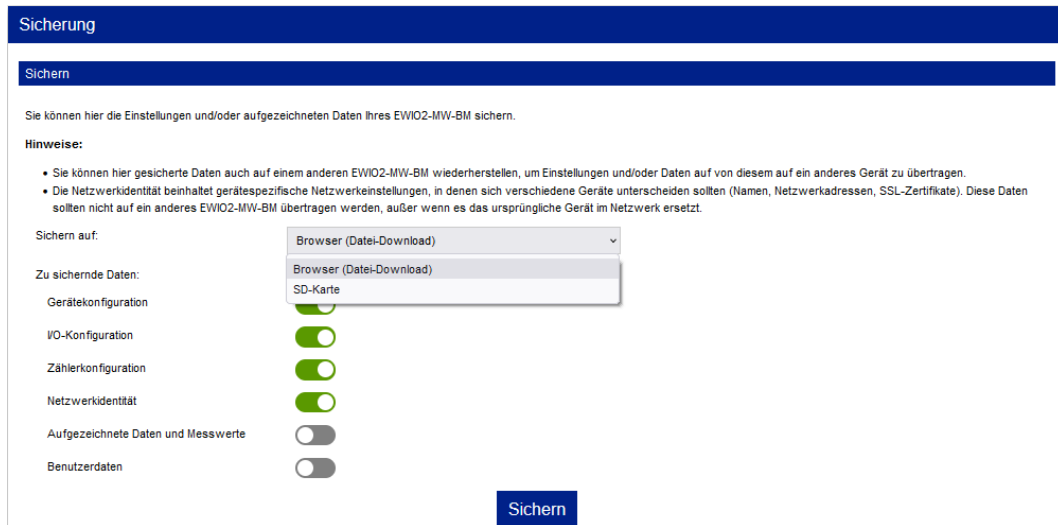 Sicherung
Sichern
Sie können hier die Einstellungen und/oder aufgezeichneten Daten Ihres EWIO2-MW-BM sichern.
Hinweise:
• Sie können hier gesicherte Daten auch auf einem anderen EWIO2-MW-BM wiederherstellen, um Einstellungen und/oder Daten auf von diesem auf ein anderes Gerät zu übertragen.
• Die Netzwerkidentität beinhaltet gerätespezifische Netzwerkeinstellungen, in denen sich verschiedene Geräte unterscheiden sollten (Namen, Netzwerkadressen, SSL-Zertifikate). Diese Daten
sollten nicht auf ein anderes EWIO2-MW-BM übertragen werden, außer wenn es das ursprüngliche Gerät im Netzwerk ersetzt.
Sichern auf:
Browser (Datei-Download)
Browser (Datei-Download)
Zu sichernde Daten:
SD-Karte
Gerätekonfiguration
I/O-Konfiguration
Zählerkonfiguration
Netzwerkidentität
Aufgezeichnete Daten und Messwerte
Benutzerdaten
Sichern